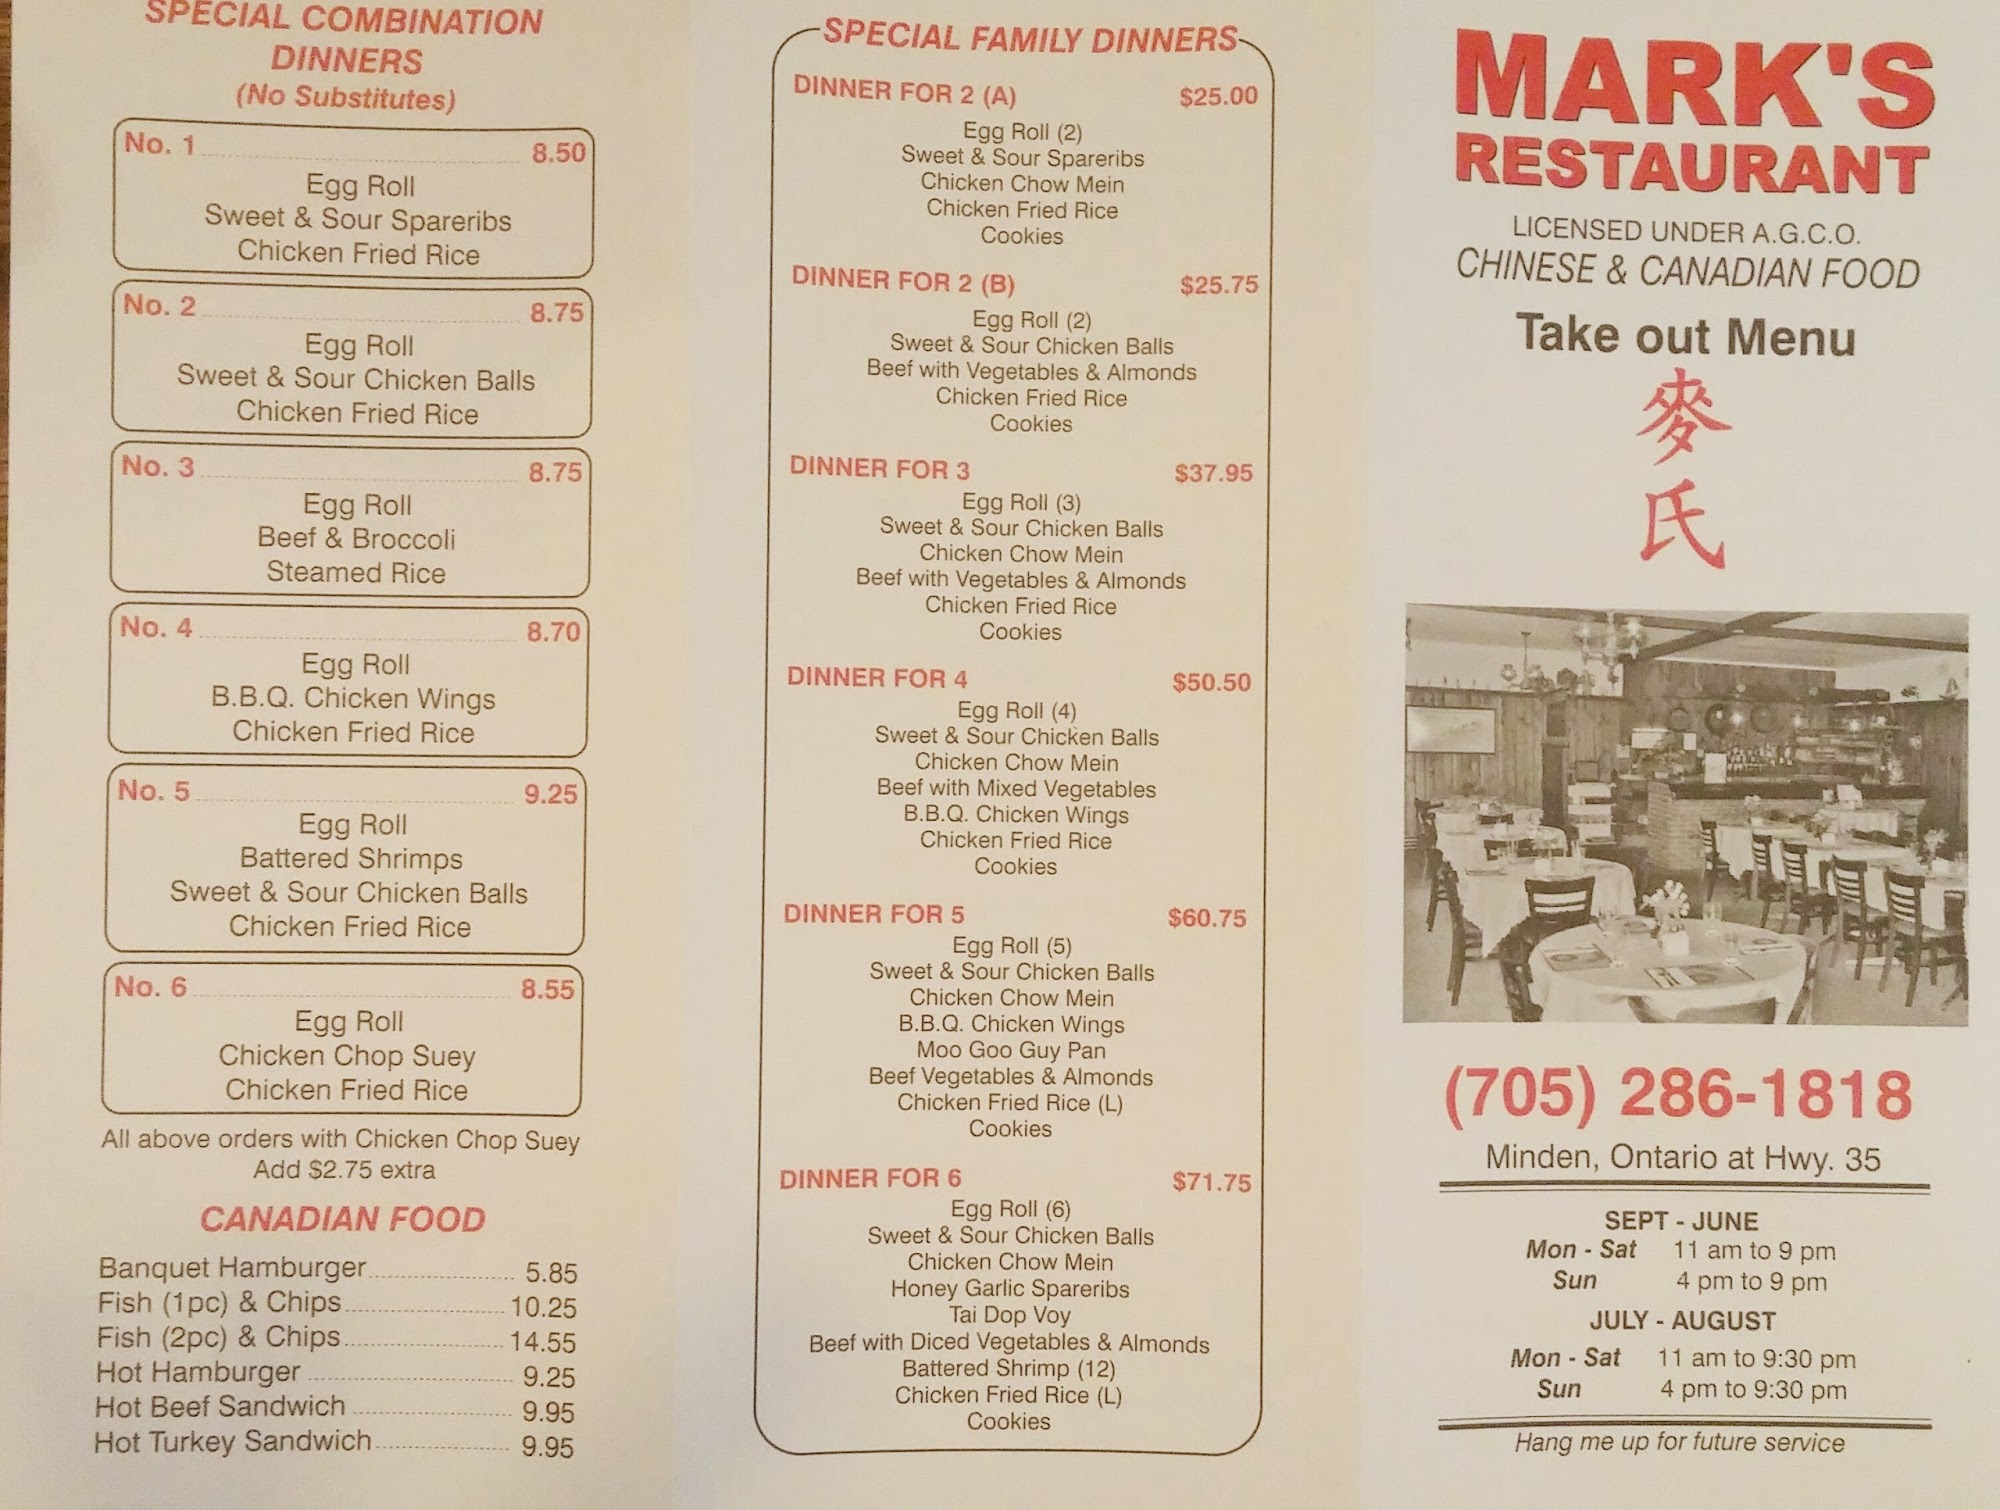 SPECIAL COMBINATION
DINNERS
(No Substitutes)
No. 1 8.50
Egg Roll
Sweet & Sour Spareribs
Chicken Fried Rice
No. 2 8.75
Egg Roll
Sweet & Sour Chicken Balls
Chicken Fried Rice
No. 3 8.75
Egg Roll
Beef & Broccoli
Steamed Rice
No. 4 8.70
Egg Roll
B.B.Q. Chicken Wings
Chicken Fried Rice
No. 5 9.25
Egg Roll
Battered Shrimps
Sweet & Sour Chicken Balls
Chicken Fried Rice
No. 6 8.55
Egg Roll
Chicken Chop Suey
Chicken Fried Rice
All above orders with Chicken Chop Suey
Add $2.75 extra
CANADIAN FOOD
Banquet Hamburger 5.85
Fish (1pc) & Chips 10.25
Fish (2pc) & Chips 14.55
Hot Hamburger 9.25
Hot Beef Sandwich 9.95
Hot Turkey Sandwich 9.95
SPECIAL FAMILY DINNERS
DINNER FOR 2 (A) $25.00
Egg Roll (2)
Sweet & Sour Spareribs
Chicken Chow Mein
Chicken Fried Rice
Cookies
DINNER FOR 2 (B) $25.75
Egg Roll (2)
Sweet & Sour Chicken Balls
Beef with Vegetables & Almonds
Chicken Fried Rice
Cookies
DINNER FOR 3 $37.95
Egg Roll (3)
Sweet & Sour Chicken Balls
Chicken Chow Mein
Beef with Vegetables & Almonds
Chicken Fried Rice
Cookies
DINNER FOR 4 $50.50
Egg Roll (4)
Sweet & Sour Chicken Balls
Chicken Chow Mein
Beef with Mixed Vegetables
B.B.Q. Chicken Wings
Chicken Fried Rice
Cookies
DINNER FOR 5 $60.75
Egg Roll (5)
Sweet & Sour Chicken Balls
Chicken Chow Mein
B.B.Q. Chicken Wings
Moo Goo Guy Pan
Beef Vegetables & Almonds
Chicken Fried Rice (L)
Cookies
DINNER FOR 6 $71.75
Egg Roll (6)
Sweet & Sour Chicken Balls
Chicken Chow Mein
Honey Garlic Spareribs
Tai Dop Voy
Beef with Diced Vegetables & Almonds
Battered Shrimp (12)
Chicken Fried Rice (L)
Cookies
MARK'S
RESTAURANT
LICENSED UNDER A.G.C.O.
CHINESE & CANADIAN FOOD
Take out Menu
麥
氏
(705) 286-1818
Minden, Ontario at Hwy. 35
SEPT - JUNE
Mon - Sat 11 am to 9 pm
Sun 4 pm to 9 pm
JULY - AUGUST
Mon - Sat 11 am to 9:30 pm
Sun 4 pm to 9:30 pm
Hang me up for future service